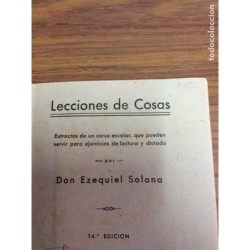 Lecciones de Cosas
Extractos de un curso escolar, que pueden
servir para ejercicios de lectura y dictado
por
Don Ezequiel Solana
14.ª EDICION
todocoleccion.net